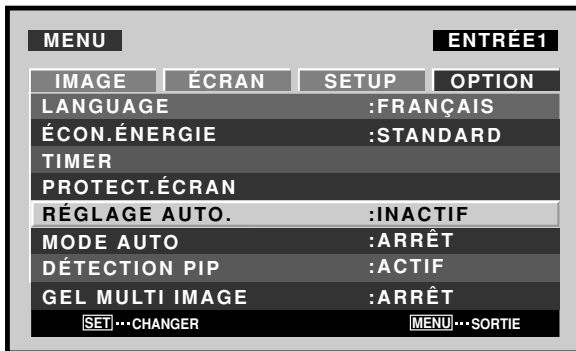 MENU ENTRÉE1
IMAGE ÉCRAN SETUP OPTION
LANGUAGE :FRANÇAIS
ÉCON.ÉNERGIE :STANDARD
TIMER
PROTECT.ÉCRAN
RÉGLAGE AUTO. :INACTIF
MODE AUTO :ARRÊT
DÉTECTION PIP :ACTIF
GEL MULTI IMAGE :ARRÊT
SET···CHANGER MENU···SORTIE